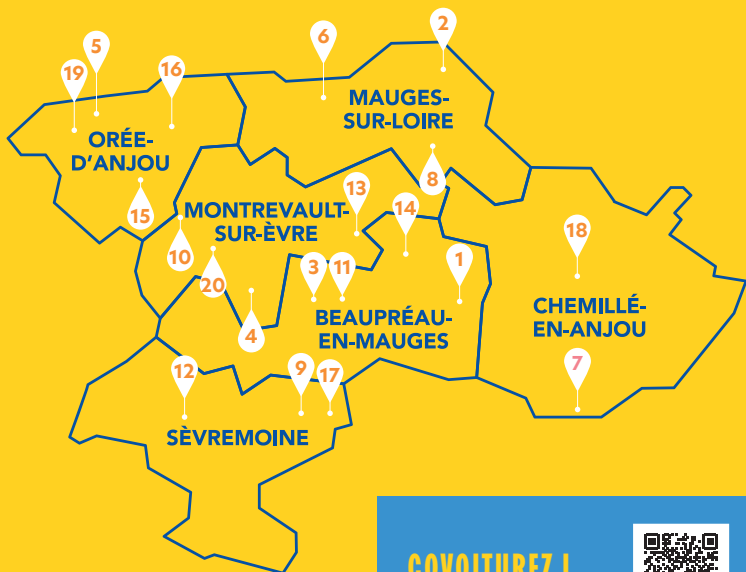 2
6
5
19
16
MAUGES-
SUR-LOIRE
ORÉE-
D'ANJOU
8
13
15
MONTREVAULT-
SUR-ÈVRE
14
18
10
20
3
11
1
4
BEAUPRÉAU-
EN-MAUGES
CHEMILLÉ-
EN-ANJOU
7
12
9
17
SÈVREMOINE
COVOITUREZ !